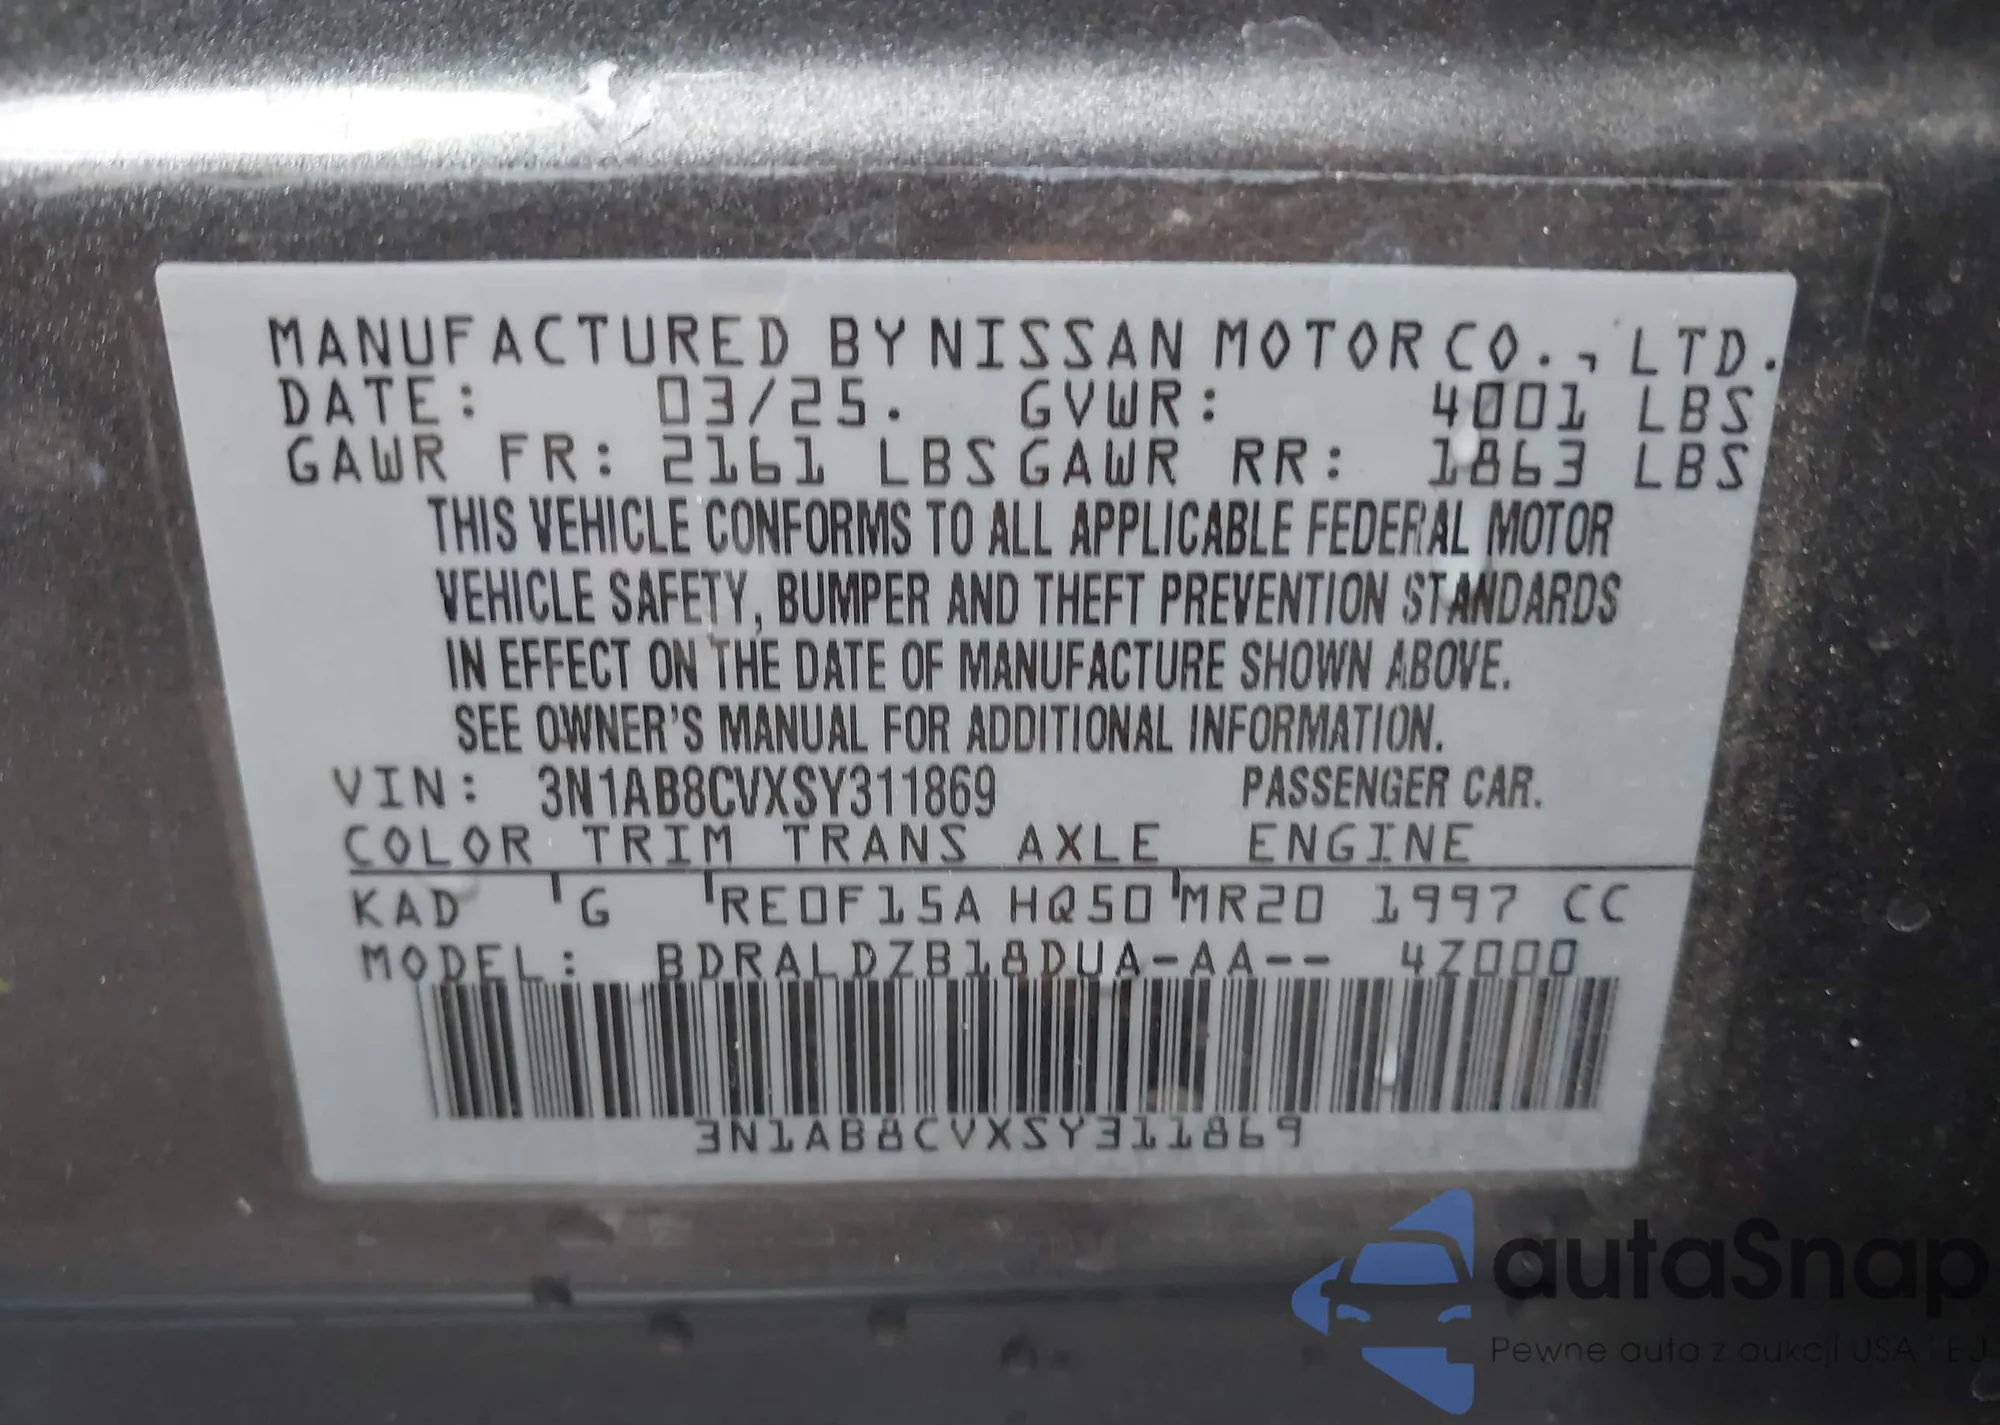 MANUFACTURED BY NISSAN MOTOR CO., LTD.
DATE: 03/25. GVWR: 4001 LBS
GAWR FR: 2161 LBS GAWR RR: 1863 LBS
THIS VEHICLE CONFORMS TO ALL APPLICABLE FEDERAL MOTOR
VEHICLE SAFETY, BUMPER AND THEFT PREVENTION STANDARDS
IN EFFECT ON THE DATE OF MANUFACTURE SHOWN ABOVE.
SEE OWNER'S MANUAL FOR ADDITIONAL INFORMATION.
VIN: 3N1AB8CVXSY311869 PASSENGER CAR.
COLOR TRIM TRANS AXLE ENGINE
KAD G RE0F15A HQ50 MR20 1997 CC
MODEL: BDRALDZB18DUA-AA-- 4Z000
3N1AB8CVXSY311869
autaSnap
Pewne auta z aukcji USA i EJ